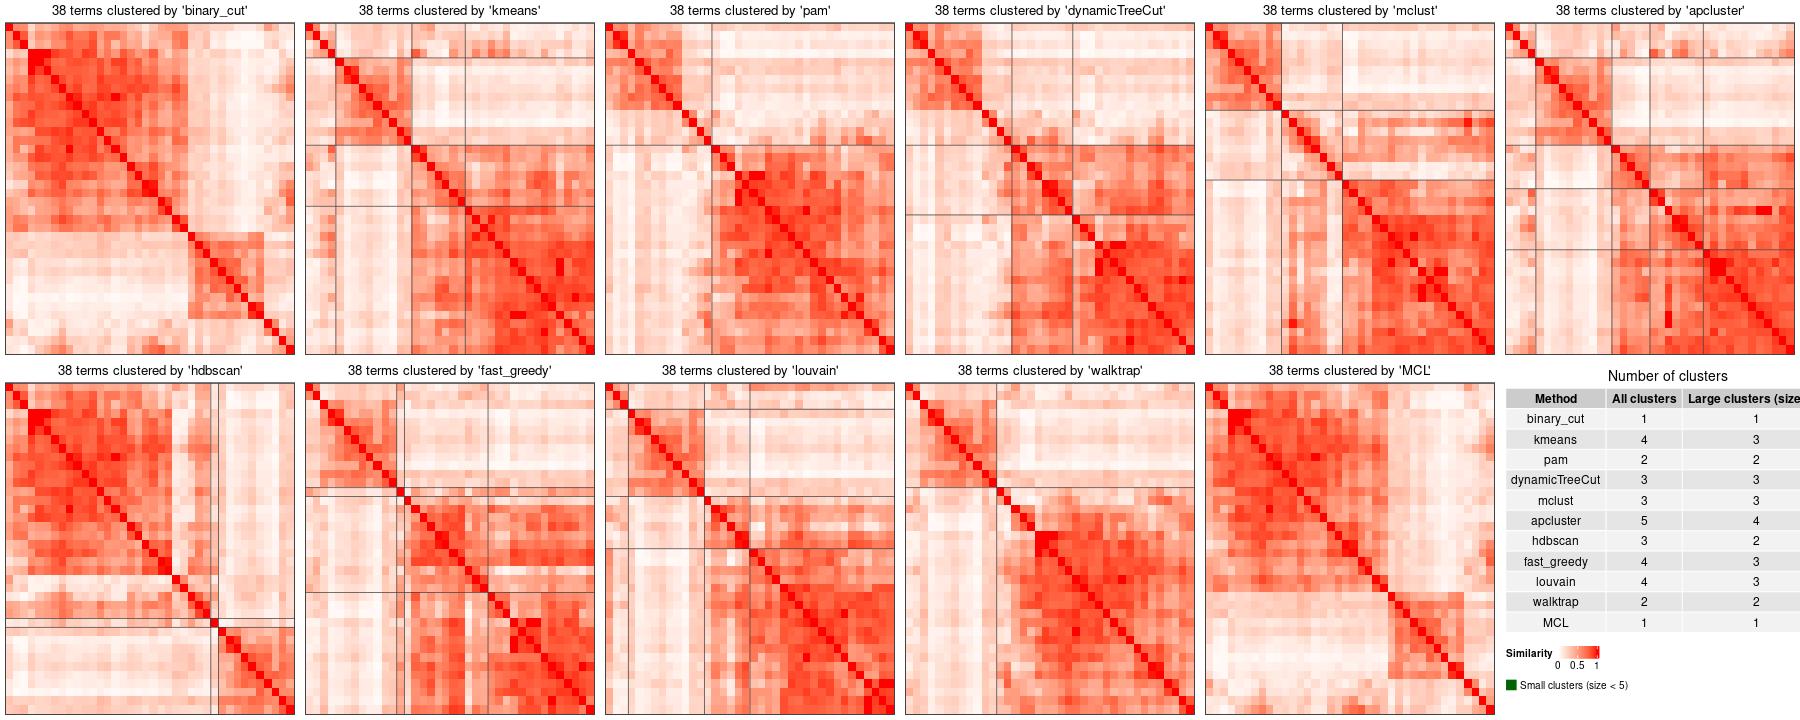 38 terms clustered by 'binary_cut'
38 terms clustered by 'kmeans'
38 terms clustered by 'pam'
38 terms clustered by 'dynamicTreeCut'
38 terms clustered by 'mclust'
38 terms clustered by 'apcluster'
38 terms clustered by 'hdbscan'
38 terms clustered by 'fast_greedy'
38 terms clustered by 'louvain'
38 terms clustered by 'walktrap'
38 terms clustered by 'MCL'
Number of clusters
Method All clusters Large clusters (size
binary_cut 1 1
kmeans 4 3
pam 2 2
dynamicTreeCut 3 3
mclust 3 3
apcluster 5 4
hdbscan 3 2
fast_greedy 4 3
louvain 4 3
walktrap 2 2
MCL 1 1
Similarity
0 0.5 1
Small clusters (size < 5)